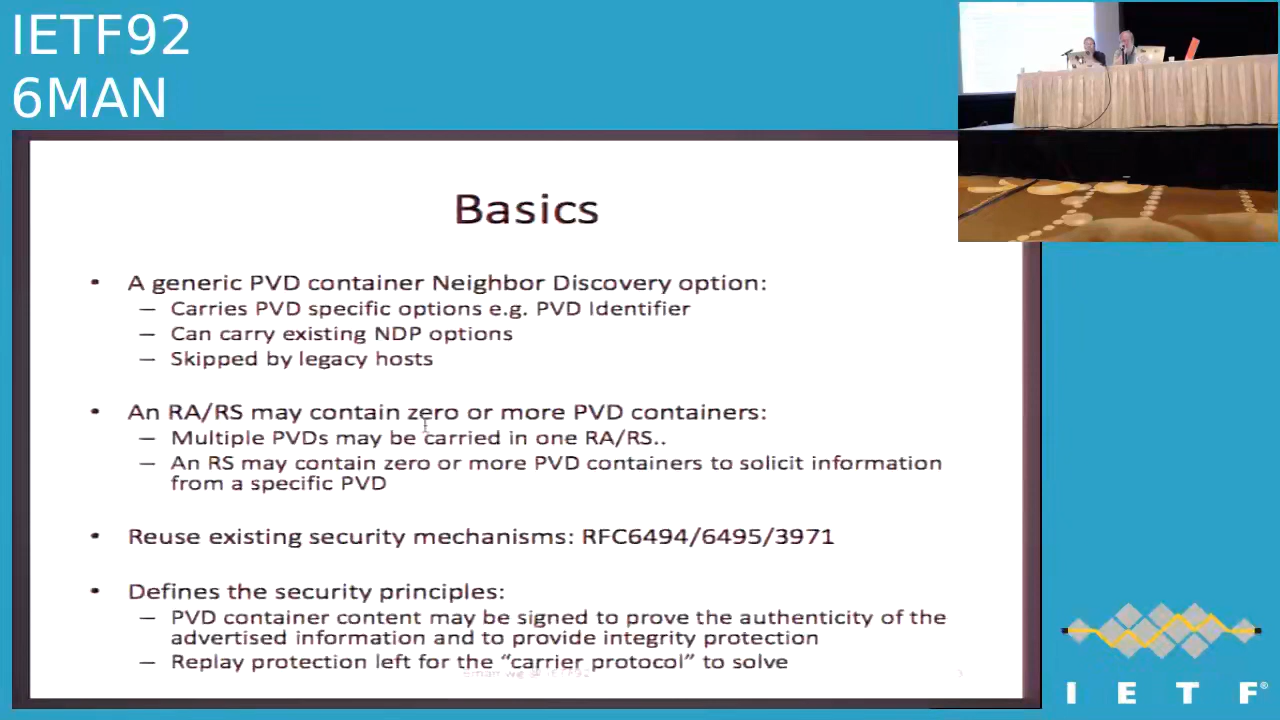 IETF92
6MAN
Basics
• A generic PVD container Neighbor Discovery option:
– Carries PVD specific options e.g. PVD Identifier
– Can carry existing NDP options
– Skipped by legacy hosts
• An RA/RS may contain zero or more PVD containers:
– Multiple PVDs may be carried in one RA/RS..
– An RS may contain zero or more PVD containers to solicit information
from a specific PVD
• Reuse existing security mechanisms: RFC6494/6495/3971
• Defines the security principles:
– PVD container content may be signed to prove the authenticity of the
advertised information and to provide integrity protection
– Replay protection left for the “carrier protocol” to solve
I E T F®